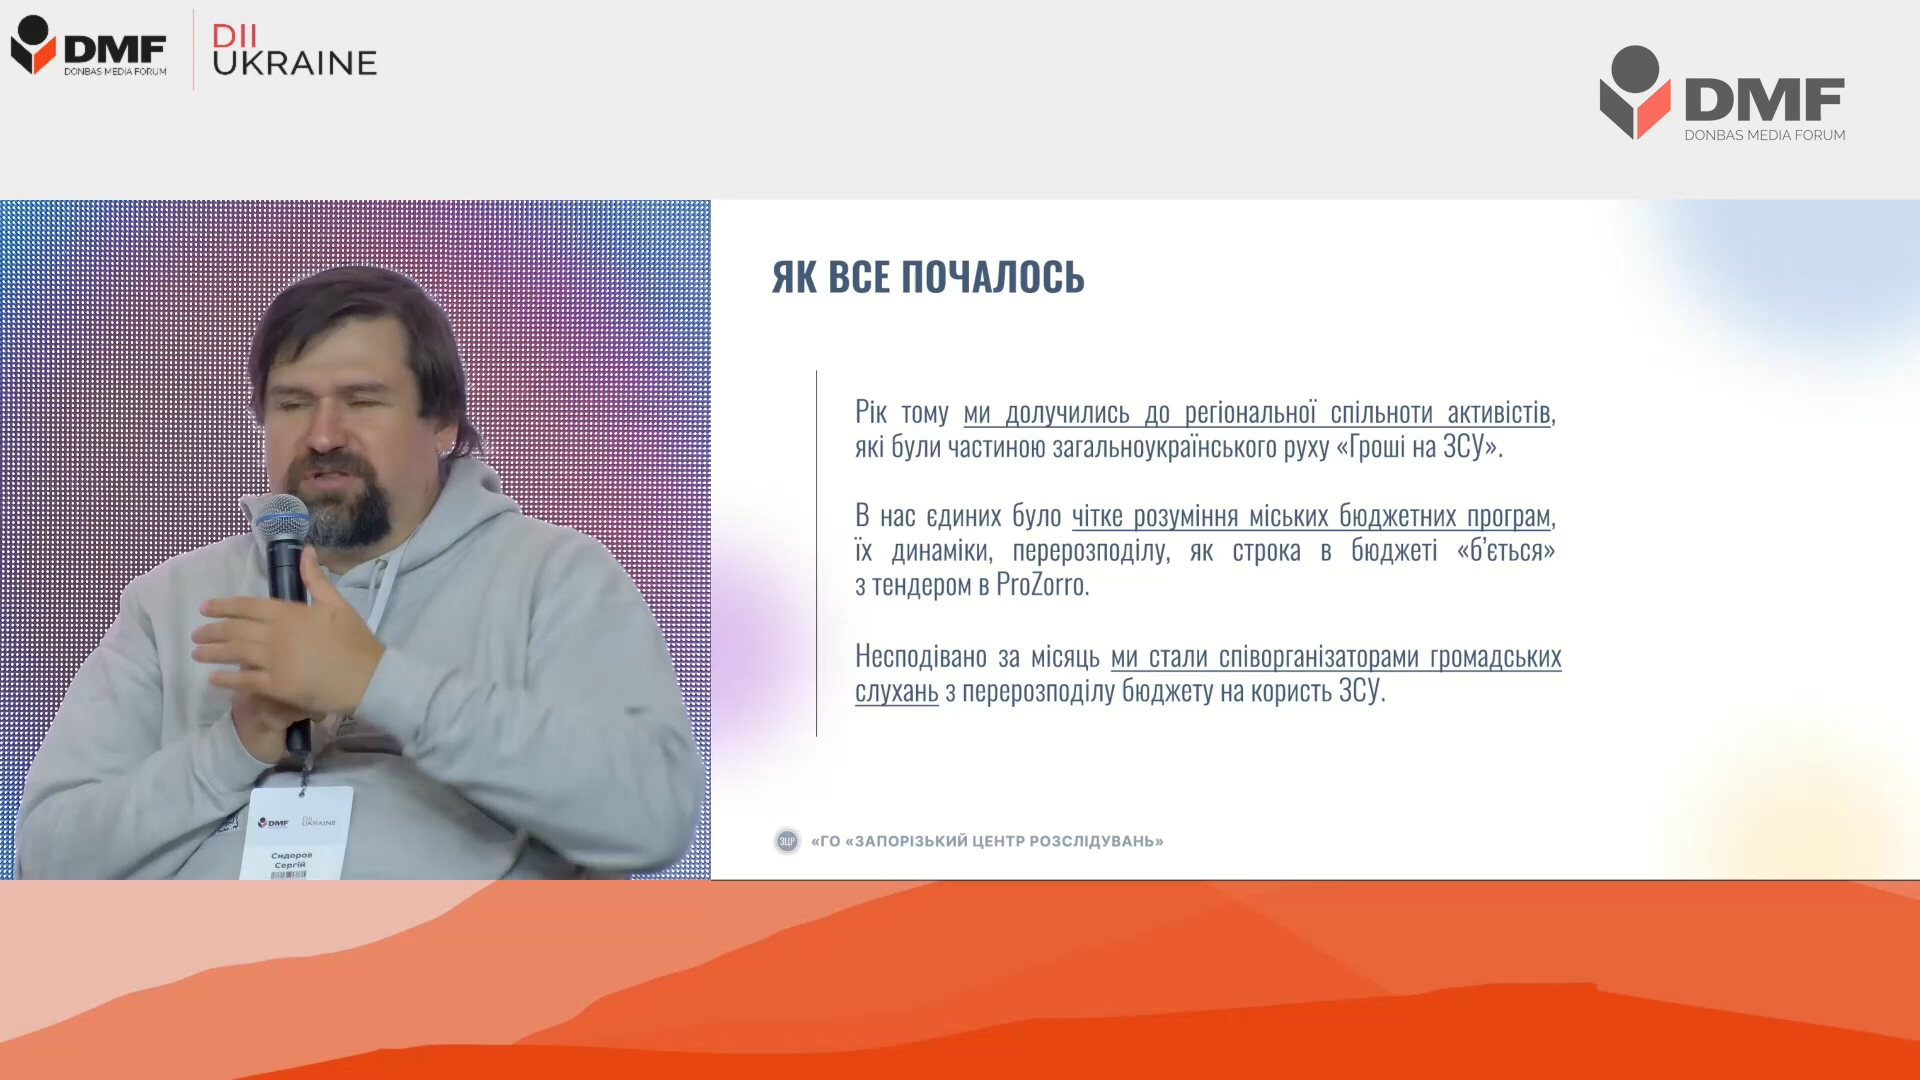 DMF
DONBAS MEDIA FORUM
DII
UKRAINE
DMF
DONBAS MEDIA FORUM
ЯК ВСЕ ПОЧАЛОСЬ
Рік тому ми долучились до регіональної спільноти активістів,
які були частиною загальноукраїнського руху «Гроші на ЗСУ».
В нас єдиних було чітке розуміння міських бюджетних програм,
їх динаміки, перерозподілу, як строка в бюджеті «б’ється»
з тендером в ProZorro.
Несподівано за місяць ми стали співорганізаторами громадських
слухань з перерозподілу бюджету на користь ЗСУ.
ЗЦР
«ГО «ЗАПОРІЗЬКИЙ ЦЕНТР РОЗСЛІДУВАНЬ»
DMF
DII
UKRAINE
Сидоров
Сергій